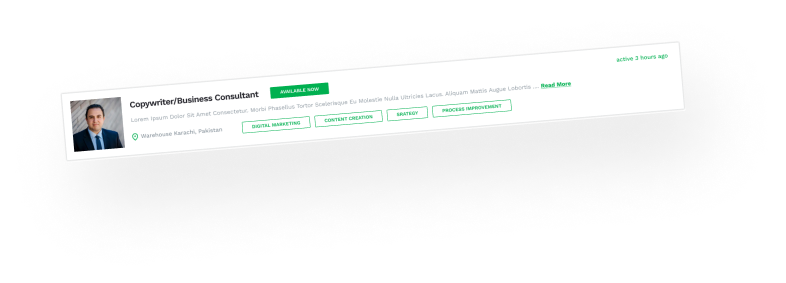 active 3 hours ago
Copywriter/Business Consultant AVAILABLE NOW
Lorem Ipsum Dolor Sit Amet Consectetur. Morbi Phasellus Tortor Scelerisque Eu Molestie Nulla Ultricies Lacus. Aliquam Mattis Augue Lobortis ... Read More
Warehouse Karachi, Pakistan DIGITAL MARKETING CONTENT CREATION SRATEGY PROCESS IMPROVEMENT